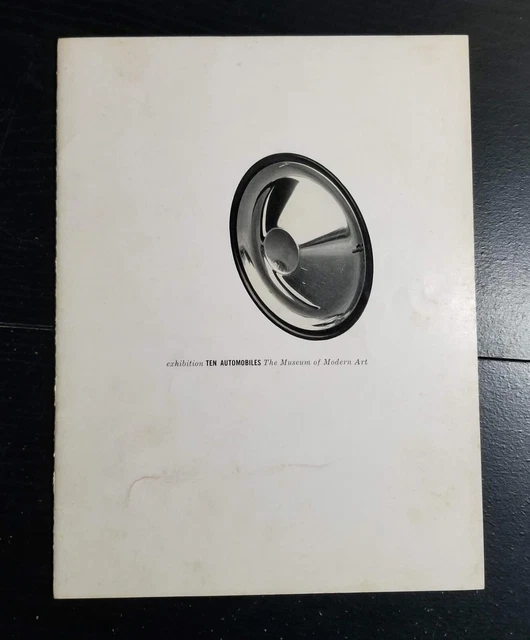 exhibition TEN AUTOMOBILES The Museum of Modern Art